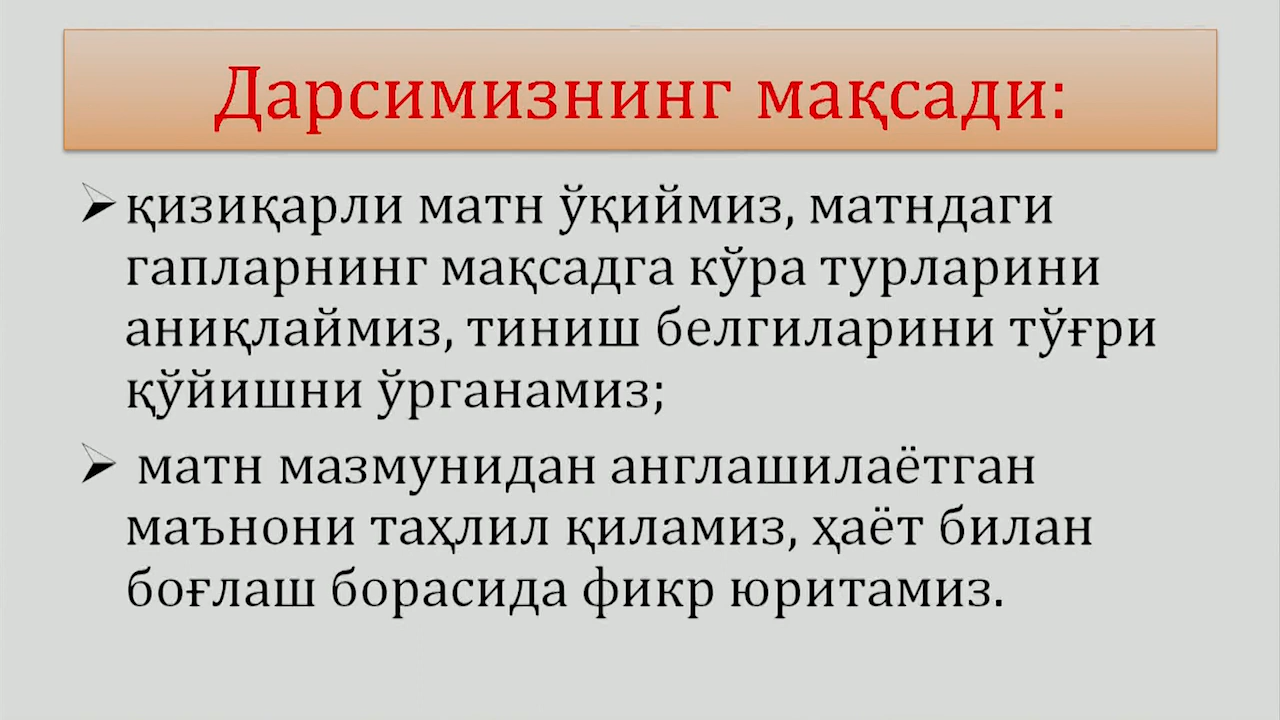 Дарсимизнинг мақсади:
қизиқарли матн ўқиймиз, матндаги
гапларнинг мақсадга кўра турларини
аниқлаймиз, тиниш белгиларини тўғри
қўйишни ўрганамиз;
матн мазмунидан англашилаётган
маънони таҳлил қиламиз, ҳаёт билан
боғлаш борасида фикр юритамиз.